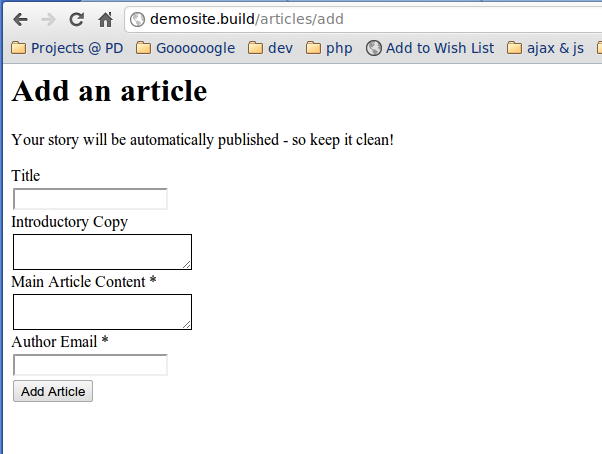 demosite.build/articles/add
Projects @ PD Goooooogle dev php Add to Wish List ajax & js
Add an article
Your story will be automatically published - so keep it clean!
Title
Introductory Copy
Main Article Content *
Author Email *
Add Article